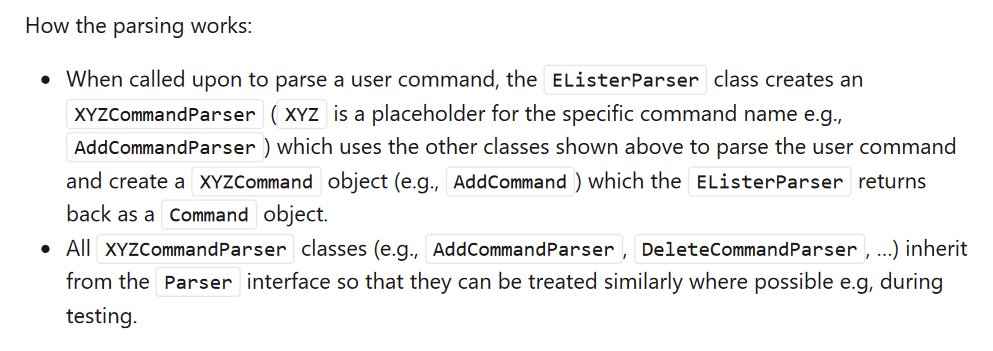 How the parsing works:
• When called upon to parse a user command, the EListerParser class creates an
XYZCommandParser ( XYZ is a placeholder for the specific command name e.g.,
AddCommandParser ) which uses the other classes shown above to parse the user command
and create a XYZCommand object (e.g., AddCommand ) which the EListerParser returns
back as a Command object.
• All XYZCommandParser classes (e.g., AddCommandParser , DeleteCommandParser , ...) inherit
from the Parser interface so that they can be treated similarly where possible e.g, during
testing.